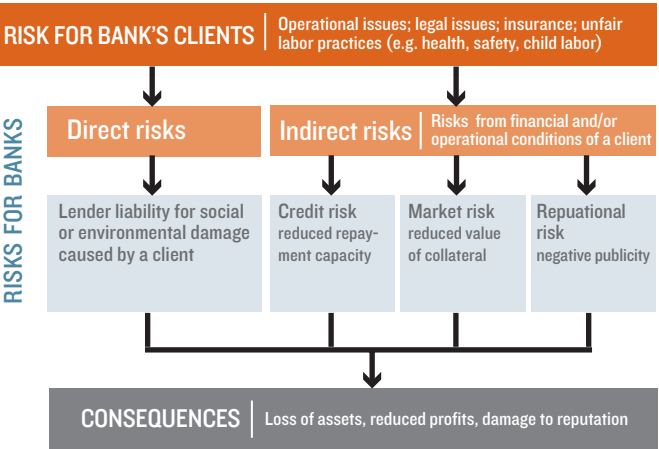 RISK FOR BANK'S CLIENTS
Operational issues; legal issues; insurance; unfair
labor practices (e.g. health, safety, child labor)
RISKS FOR BANKS
Direct risks
Indirect risks
Risks from financial and/or
operational conditions of a client
Lender liability for social
or environmental damage
caused by a client
Credit risk
reduced repay-
ment capacity
Market risk
reduced value
of collateral
Repuational
risk
negative publicity
CONSEQUENCES
Loss of assets, reduced profits, damage to reputation